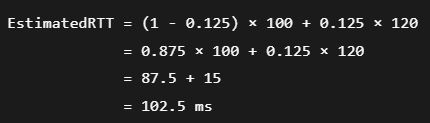 EstimatedRTT = (1 - 0.125) × 100 + 0.125 × 120
= 0.875 × 100 + 0.125 × 120
= 87.5 + 15
= 102.5 ms